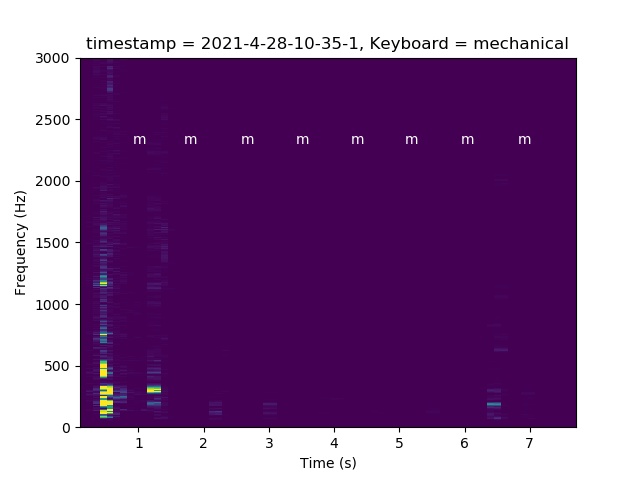 timestamp = 2021-4-28-10-35-1, Keyboard = mechanical
3000
m m m m m m m m
2500
2000
1500
1000
500
0
Frequency (Hz)
1 2 3 4 5 6 7
Time (s)